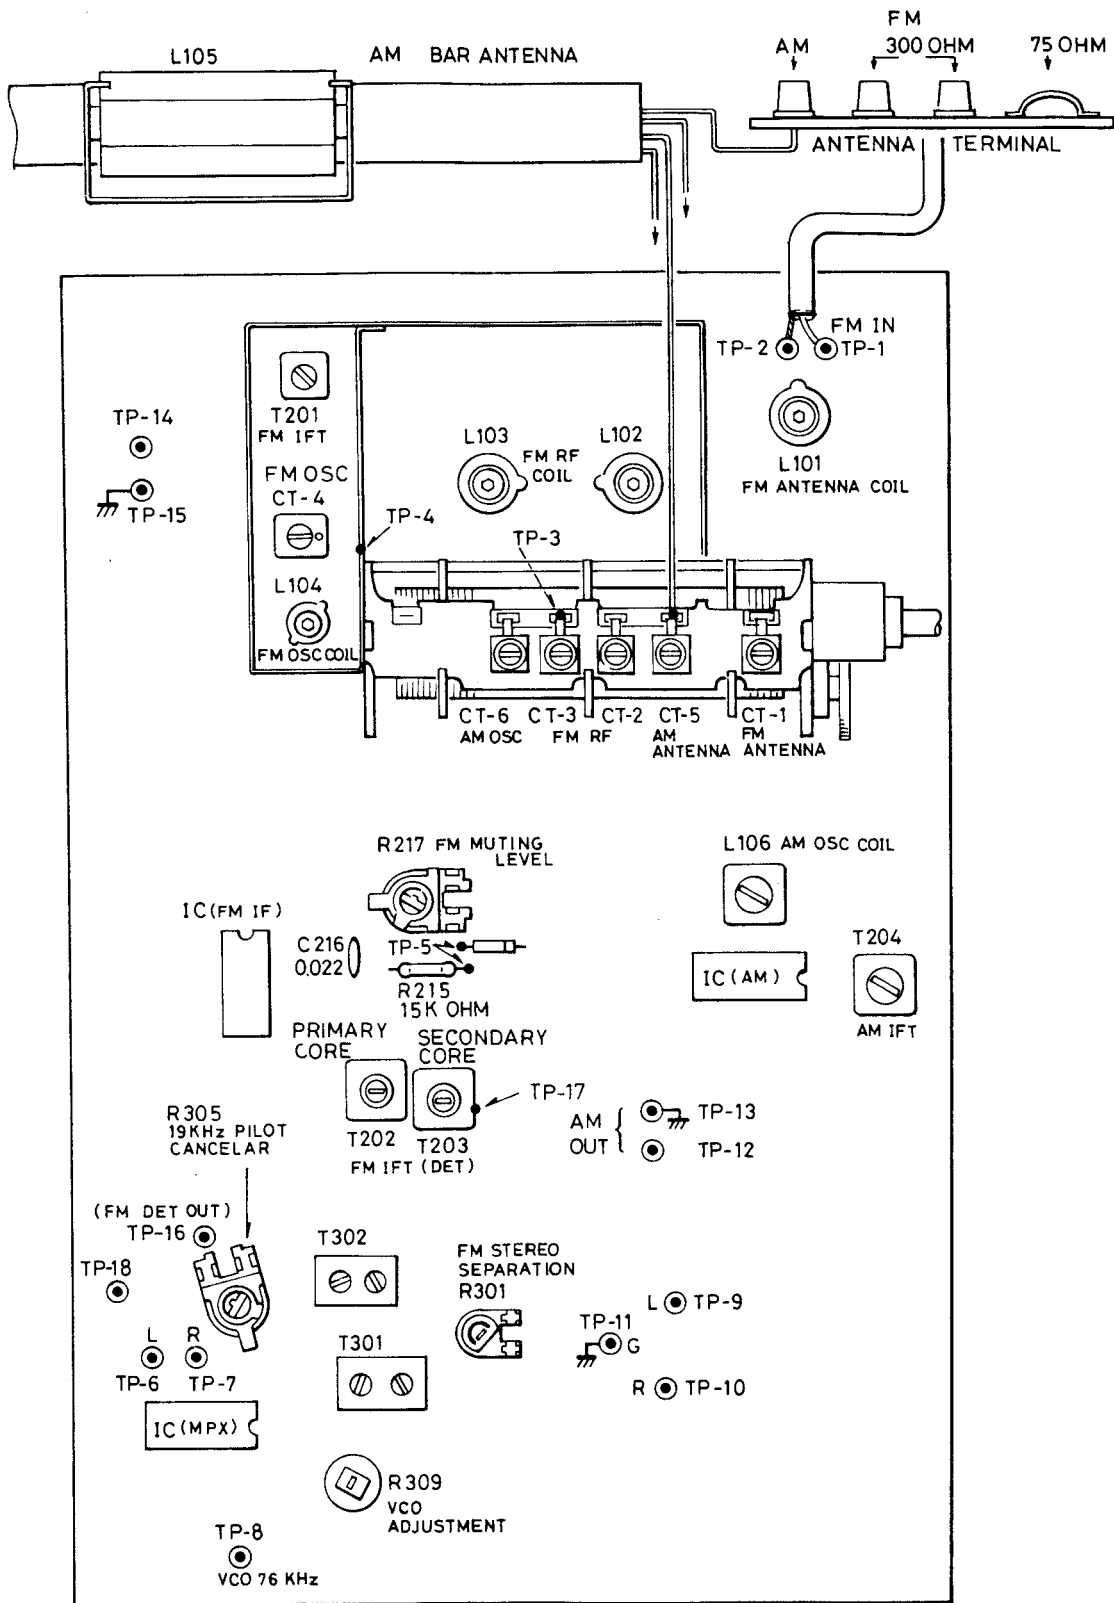 L105
AM BAR ANTENNA
AM
FM
300 OHM
75 OHM
ANTENNA TERMINAL
FM IN
TP-2
TP-1
T201
FM IFT
TP-14
TP-15
FM OSC
CT-4
TP-4
L103
FM RF
COIL
L102
L101
FM ANTENNA COIL
TP-3
L104
FM OSC COIL
CT-6
AM OSC
CT-3
CT-2
FM RF
CT-5
AM
ANTENNA
CT-1
FM
ANTENNA
R217 FM MUTING
LEVEL
L106 AM OSC COIL
IC (FM IF)
C216
0.022
TP-5
R215
15K OHM
IC (AM)
T204
AM IFT
PRIMARY
CORE
SECONDARY
CORE
T202
T203
FM IFT (DET)
TP-17
AM
OUT
TP-13
TP-12
R305
19KHz PILOT
CANCELAR
(FM DET OUT)
TP-16
TP-18
T302
FM STEREO
SEPARATION
R301
L TP-9
TP-11
G
R TP-10
L
R
TP-6
TP-7
T301
IC (MPX)
R309
VCO
ADJUSTMENT
TP-8
VCO 76 KHz